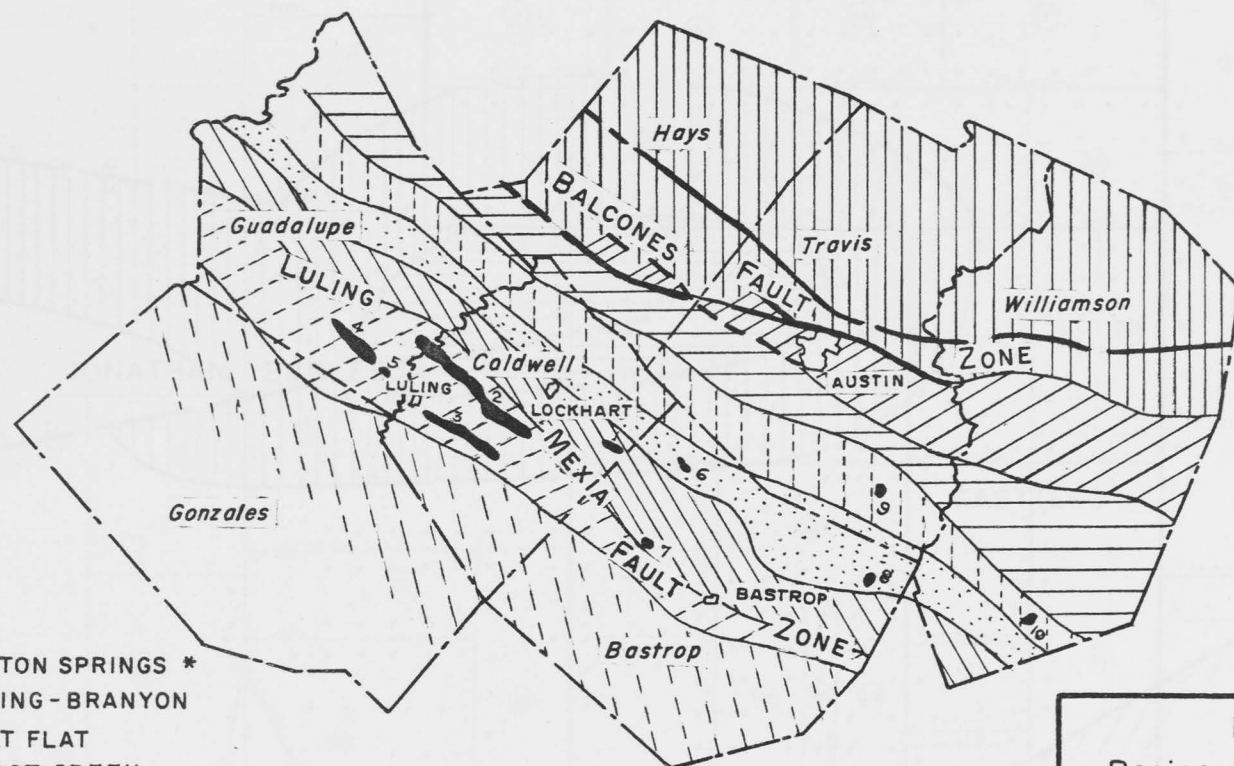 Hays
BALCONES
Guadalupe
FAULT
Travis
LULING
Williamson
4
ZONE
5
Caldwell
LULING
2
AUSTIN
3
LOCKHART
MEXIA
6
9
Gonzales
7
FAULT
8
BASTROP
ZONE
10
Bastrop
TON SPRINGS *
ING-BRANYON
T FLAT